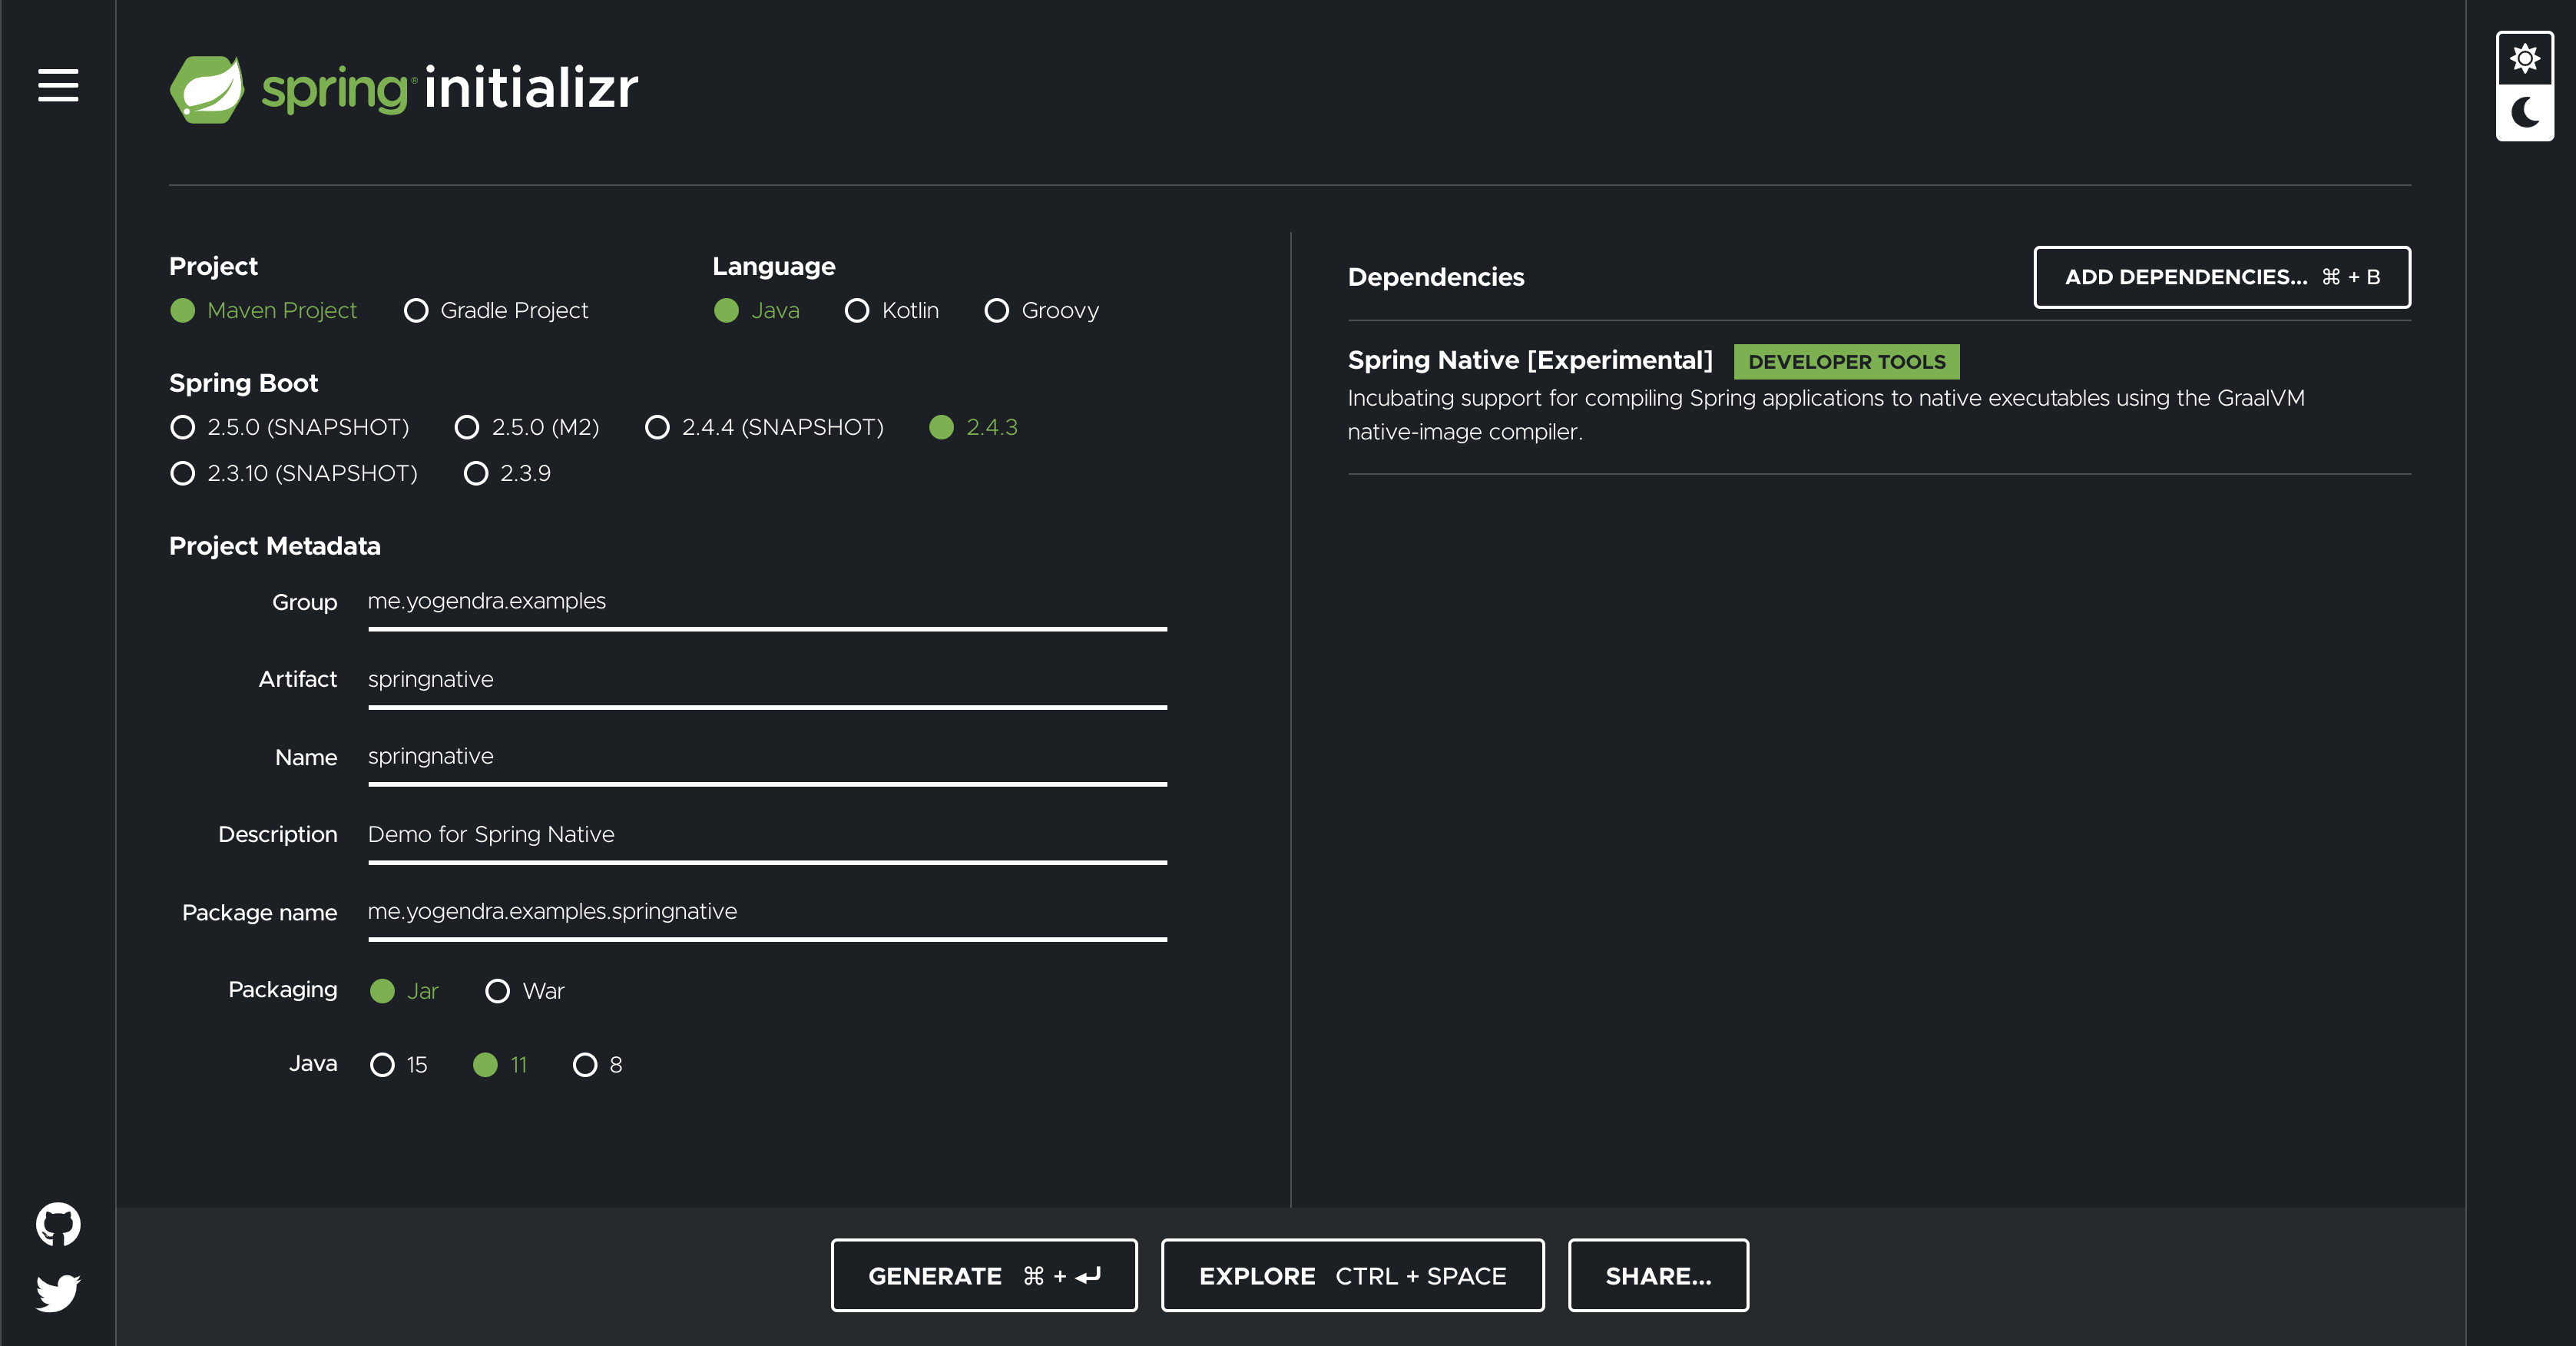 spring® initializr
Project
Maven Project Gradle Project
Language
Java Kotlin Groovy
Spring Boot
2.5.0 (SNAPSHOT) 2.5.0 (M2) 2.4.4 (SNAPSHOT) 2.4.3
2.3.10 (SNAPSHOT) 2.3.9
Project Metadata
Group me.yogendra.examples
Artifact springnative
Name springnative
Description Demo for Spring Native
Package name me.yogendra.examples.springnative
Packaging Jar War
Java 15 11 8
Dependencies ADD DEPENDENCIES... ⌘ + B
Spring Native [Experimental] DEVELOPER TOOLS
Incubating support for compiling Spring applications to native executables using the GraalVM
native-image compiler.
GENERATE ⌘ + ⏎ EXPLORE CTRL + SPACE SHARE...